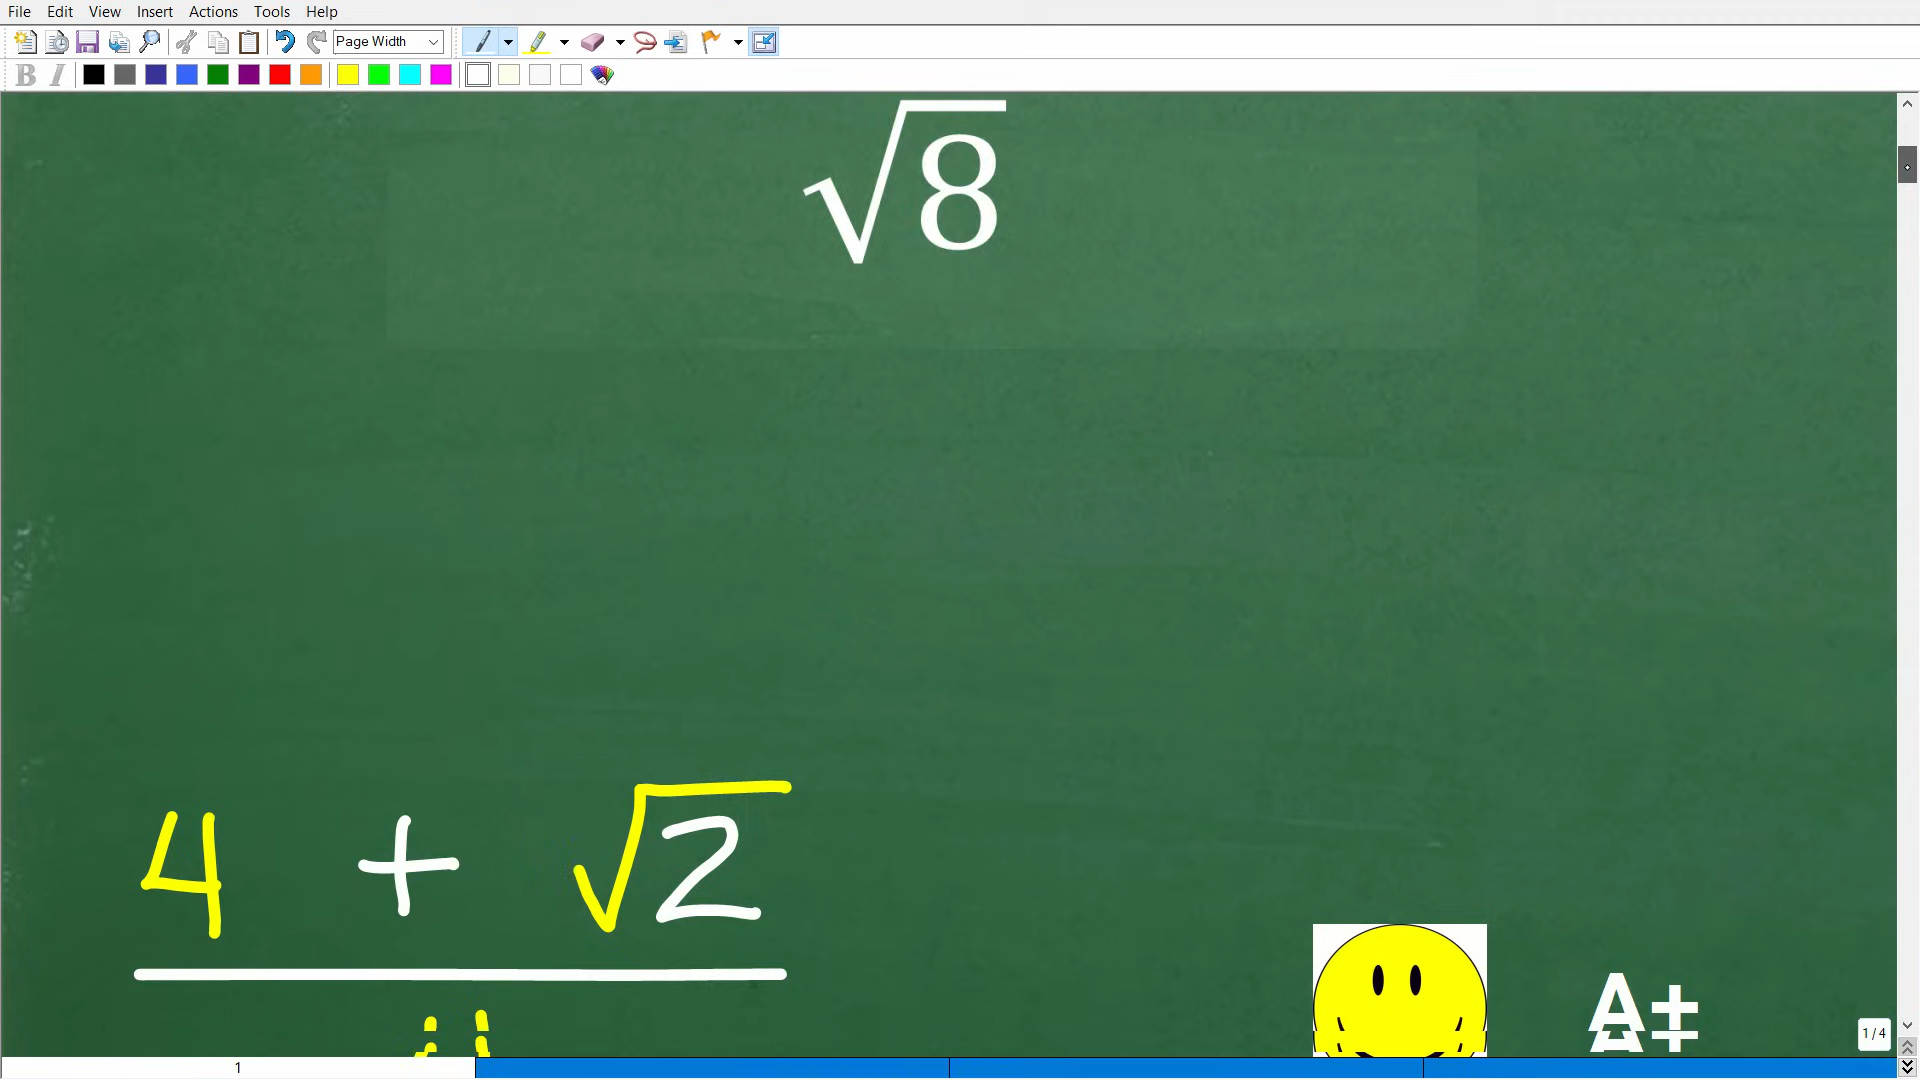 File Edit View Insert Actions Tools Help
Page Width
B I
√8
4 + √2
A+
1 / 4
1